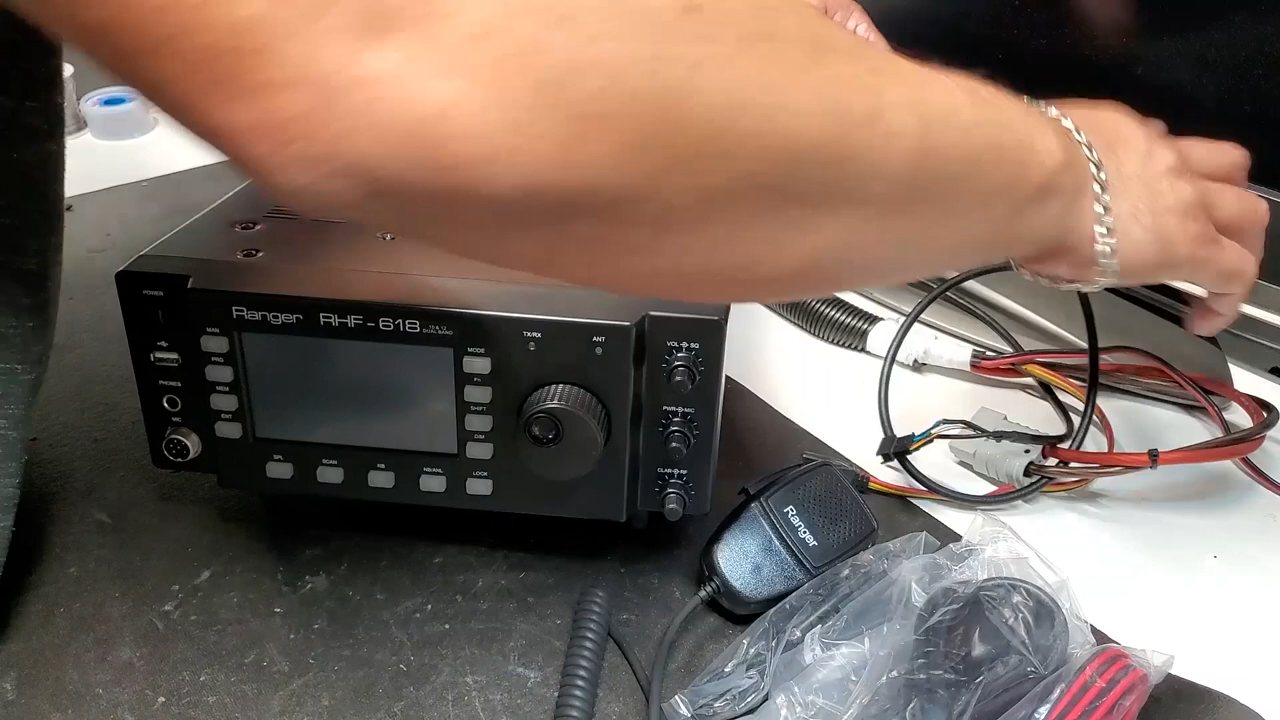 POWER
Ranger RHF-618 10 & 12
DUAL BAND
TX/RX
ANT
MAN
PRG
MEM
ENT
PHONES
MIC
MODE
Fn
SHIFT
DIM
VOL SQ
PWR MIC
CLAR RF
SPL
SCAN
NB/ANL
LOCK
Ranger